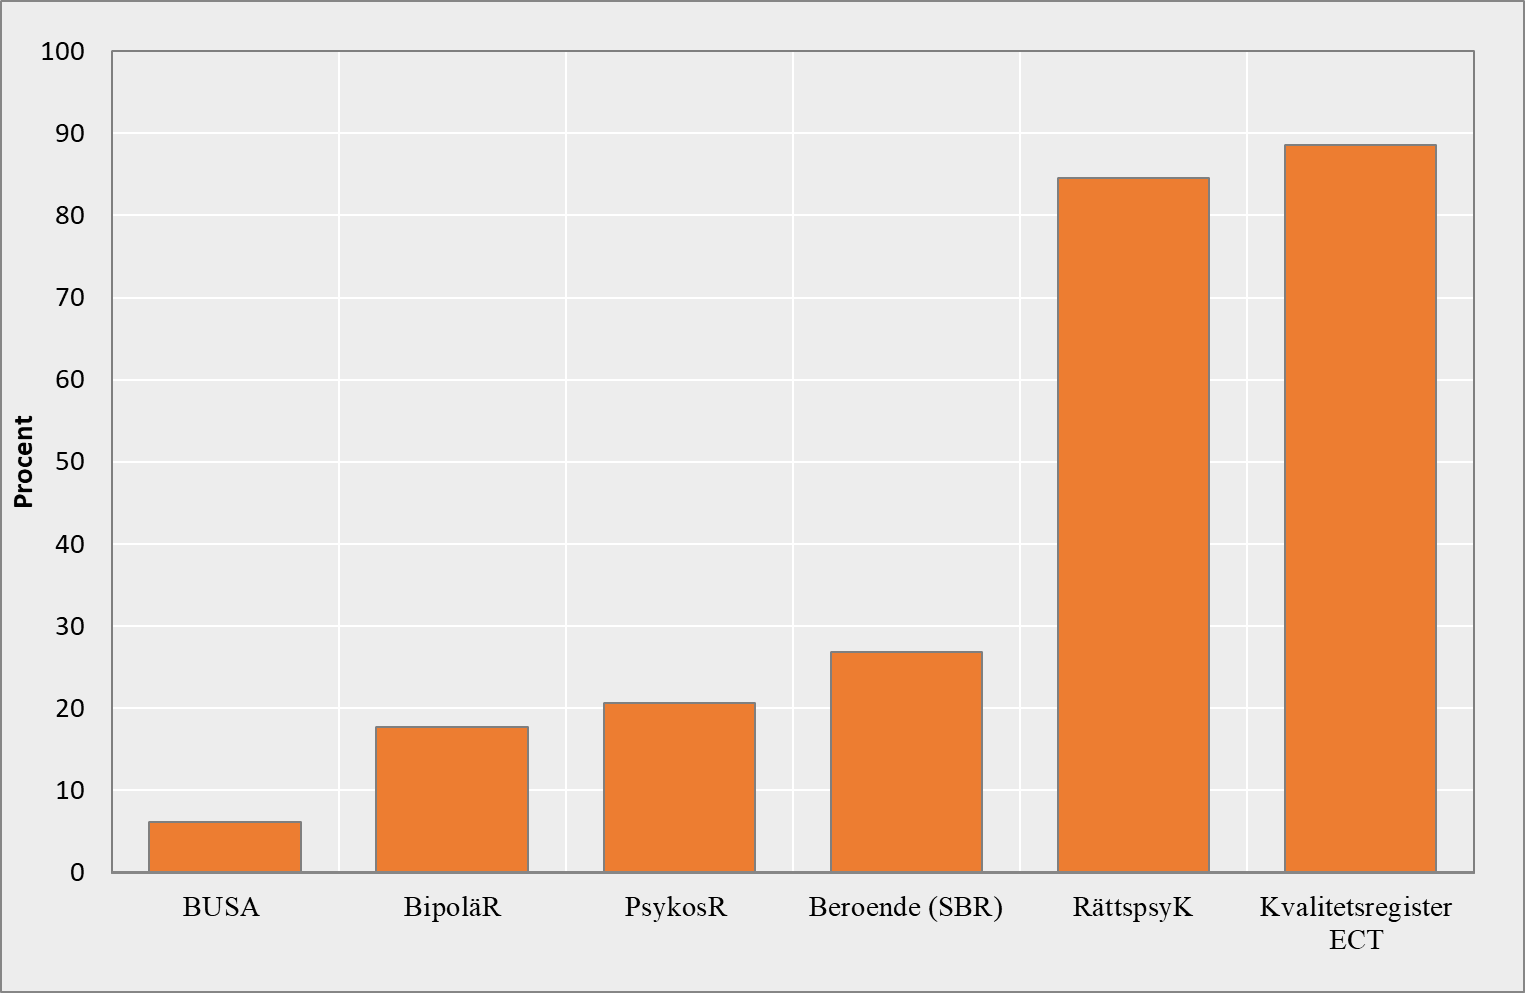 100
90
80
70
60
50
40
30
20
10
0
Procent
BUSA
BipoläR
PsykosR
Beroende (SBR)
RättspsyK
Kvalitetsregister
ECT